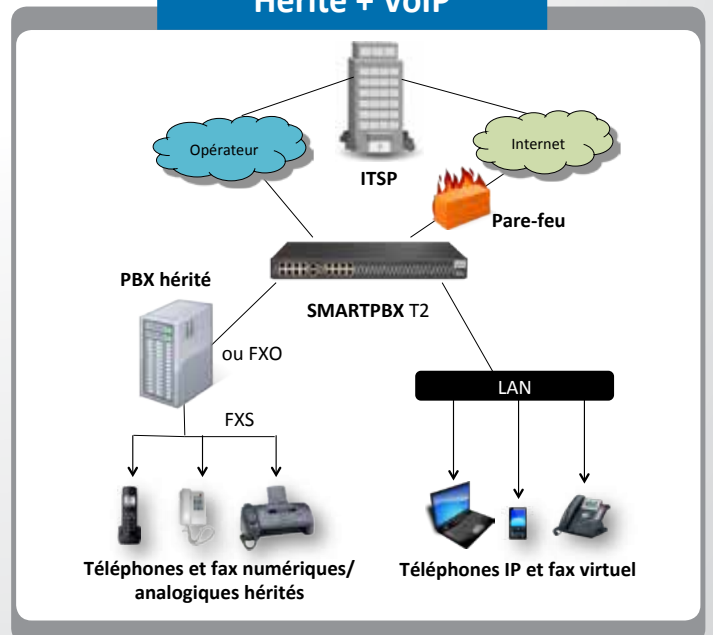 Hérité + VoIP
Opérateur
Internet
ITSP
Pare-feu
PBX hérité
SMARTPBX T2
ou FXO
LAN
FXS
Téléphones et fax numériques/
analogiques hérités
Téléphones IP et fax virtuel